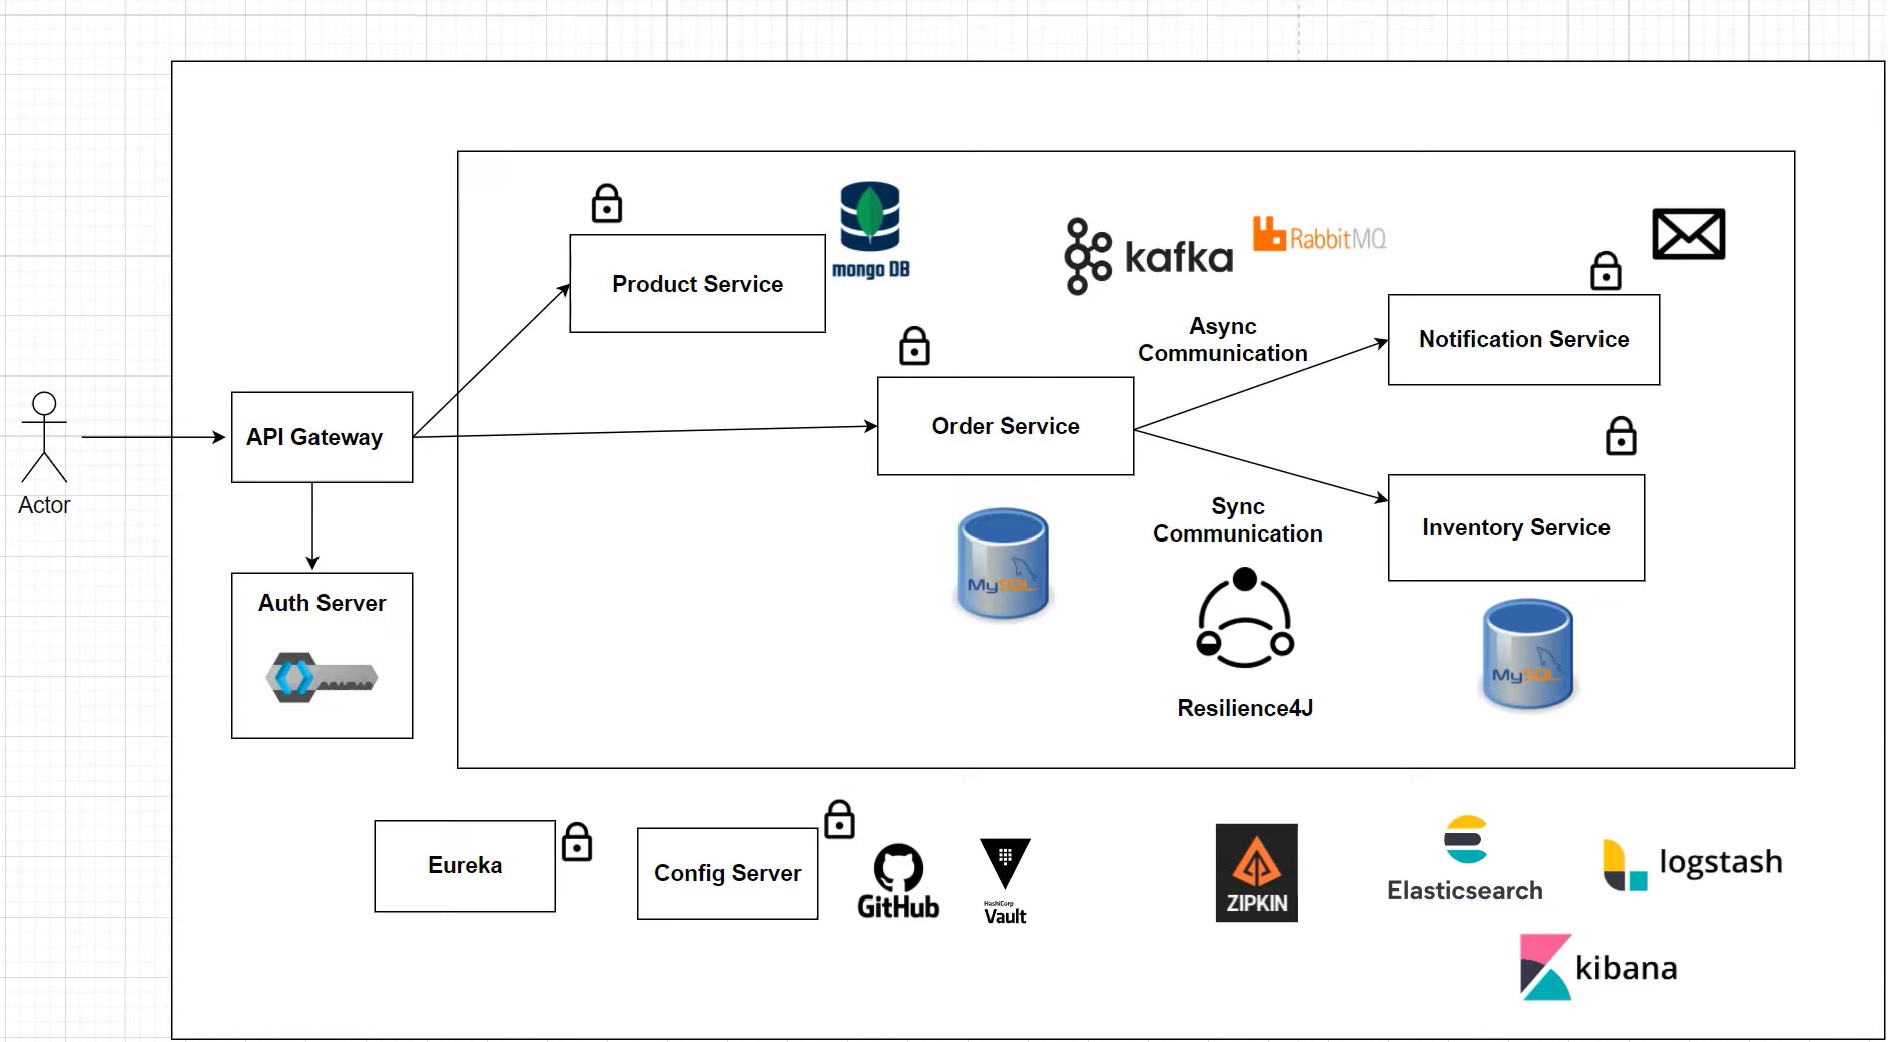 mongo DB
Product Service
kafka
RabbitMQ
Async
Communication
Notification Service
Order Service
API Gateway
Actor
Sync
Communication
Inventory Service
MySQL
Auth Server
MySQL
Resilience4J
Eureka
Config Server
GitHub
HashiCorp
Vault
ZIPKIN
Elasticsearch
logstash
kibana